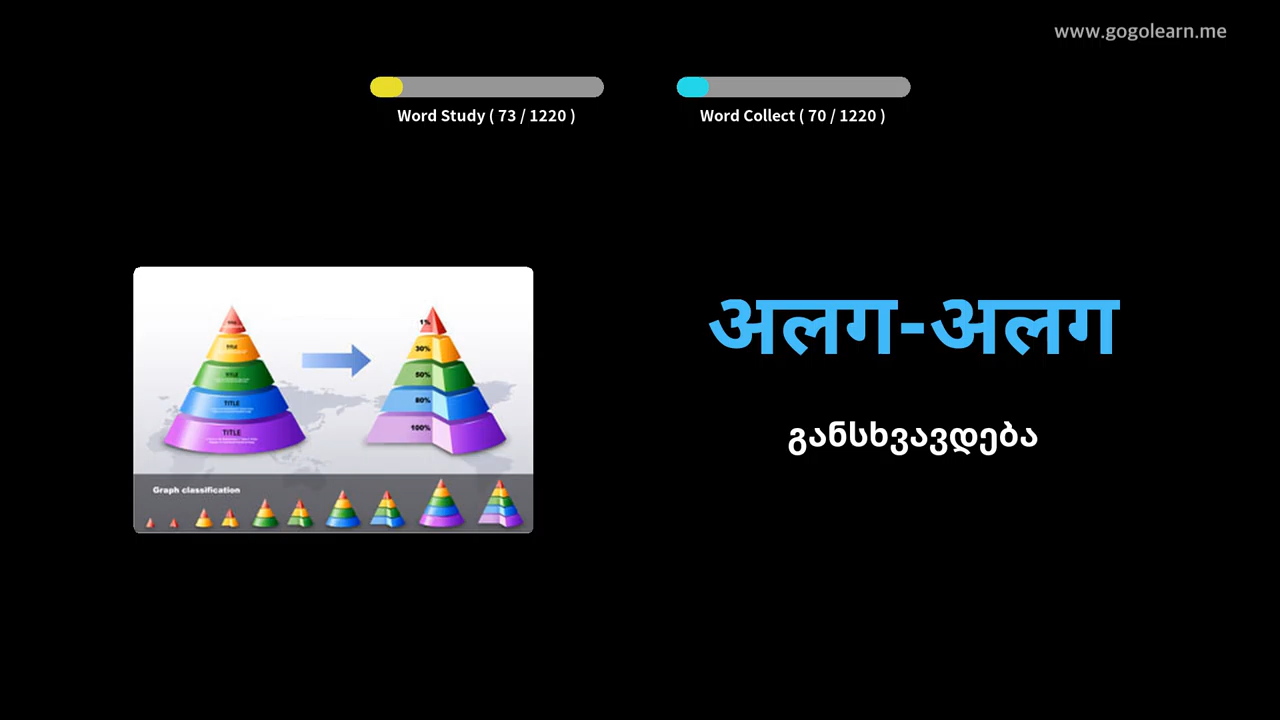 www.gogolearn.me
Word Study ( 73 / 1220 )
Word Collect ( 70 / 1220 )
अलग-अलग
განსხვავდება
1%
30%
TITLE
50%
TITLE
80%
TITLE
100%
TITLE
Graph classification